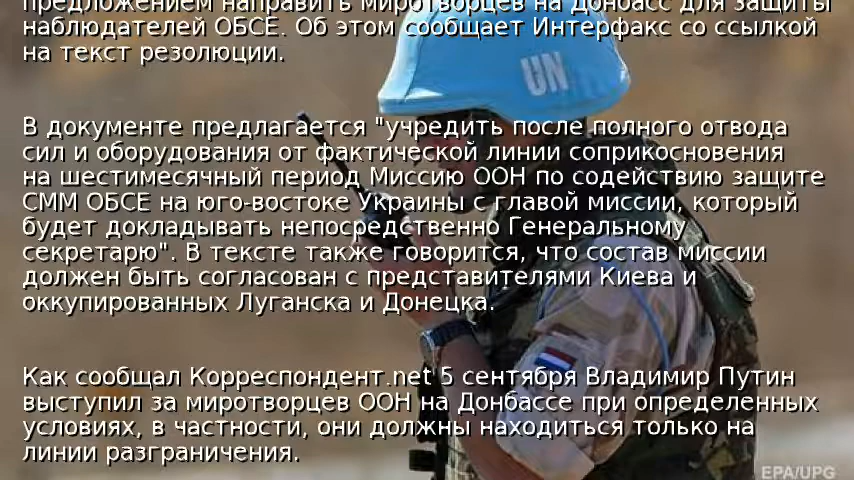 предложением направить миротворцев на Донбасс для защиты
наблюдателей ОБСЕ. Об этом сообщает Интерфакс со ссылкой
на текст резолюции.
В документе предлагается "учредить после полного отвода
сил и оборудования от фактической линии соприкосновения
на шестимесячный период Миссию ООН по содействию защите
СММ ОБСЕ на юго-востоке Украины с главой миссии, который
будет докладывать непосредственно Генеральному
секретарю". В тексте также говорится, что состав миссии
должен быть согласован с представителями Киева и
оккупированных Луганска и Донецка.
Как сообщал Корреспондент.net 5 сентября Владимир Путин
выступил за миротворцев ООН на Донбассе при определенных
условиях, в частности, они должны находиться только на
линии разграничения.
UN
EPA/UPG